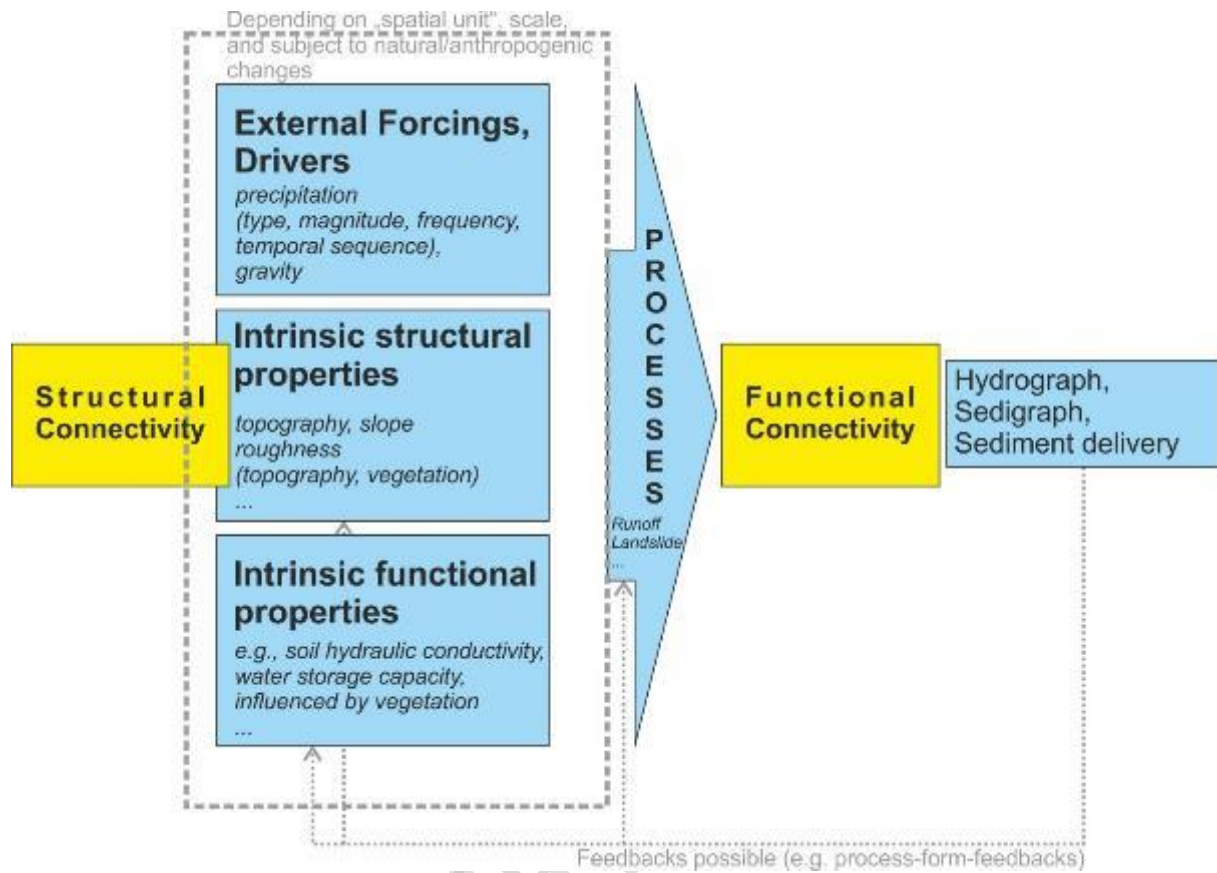 Depending on „spatial unit“, scale,
and subject to natural/anthropogenic
changes
External Forcings,
Drivers
precipitation
(type, magnitude, frequency,
temporal sequence),
gravity
Structural
Connectivity
Intrinsic structural
properties
topography, slope
roughness
(topography, vegetation)
...
Intrinsic functional
properties
e.g., soil hydraulic conductivity,
water storage capacity,
influenced by vegetation
...
PROCESSES
Runoff
Landslide
...
Functional
Connectivity
Hydrograph,
Sedigraph,
Sediment delivery
Feedbacks possible (e.g. process-form-feedbacks)